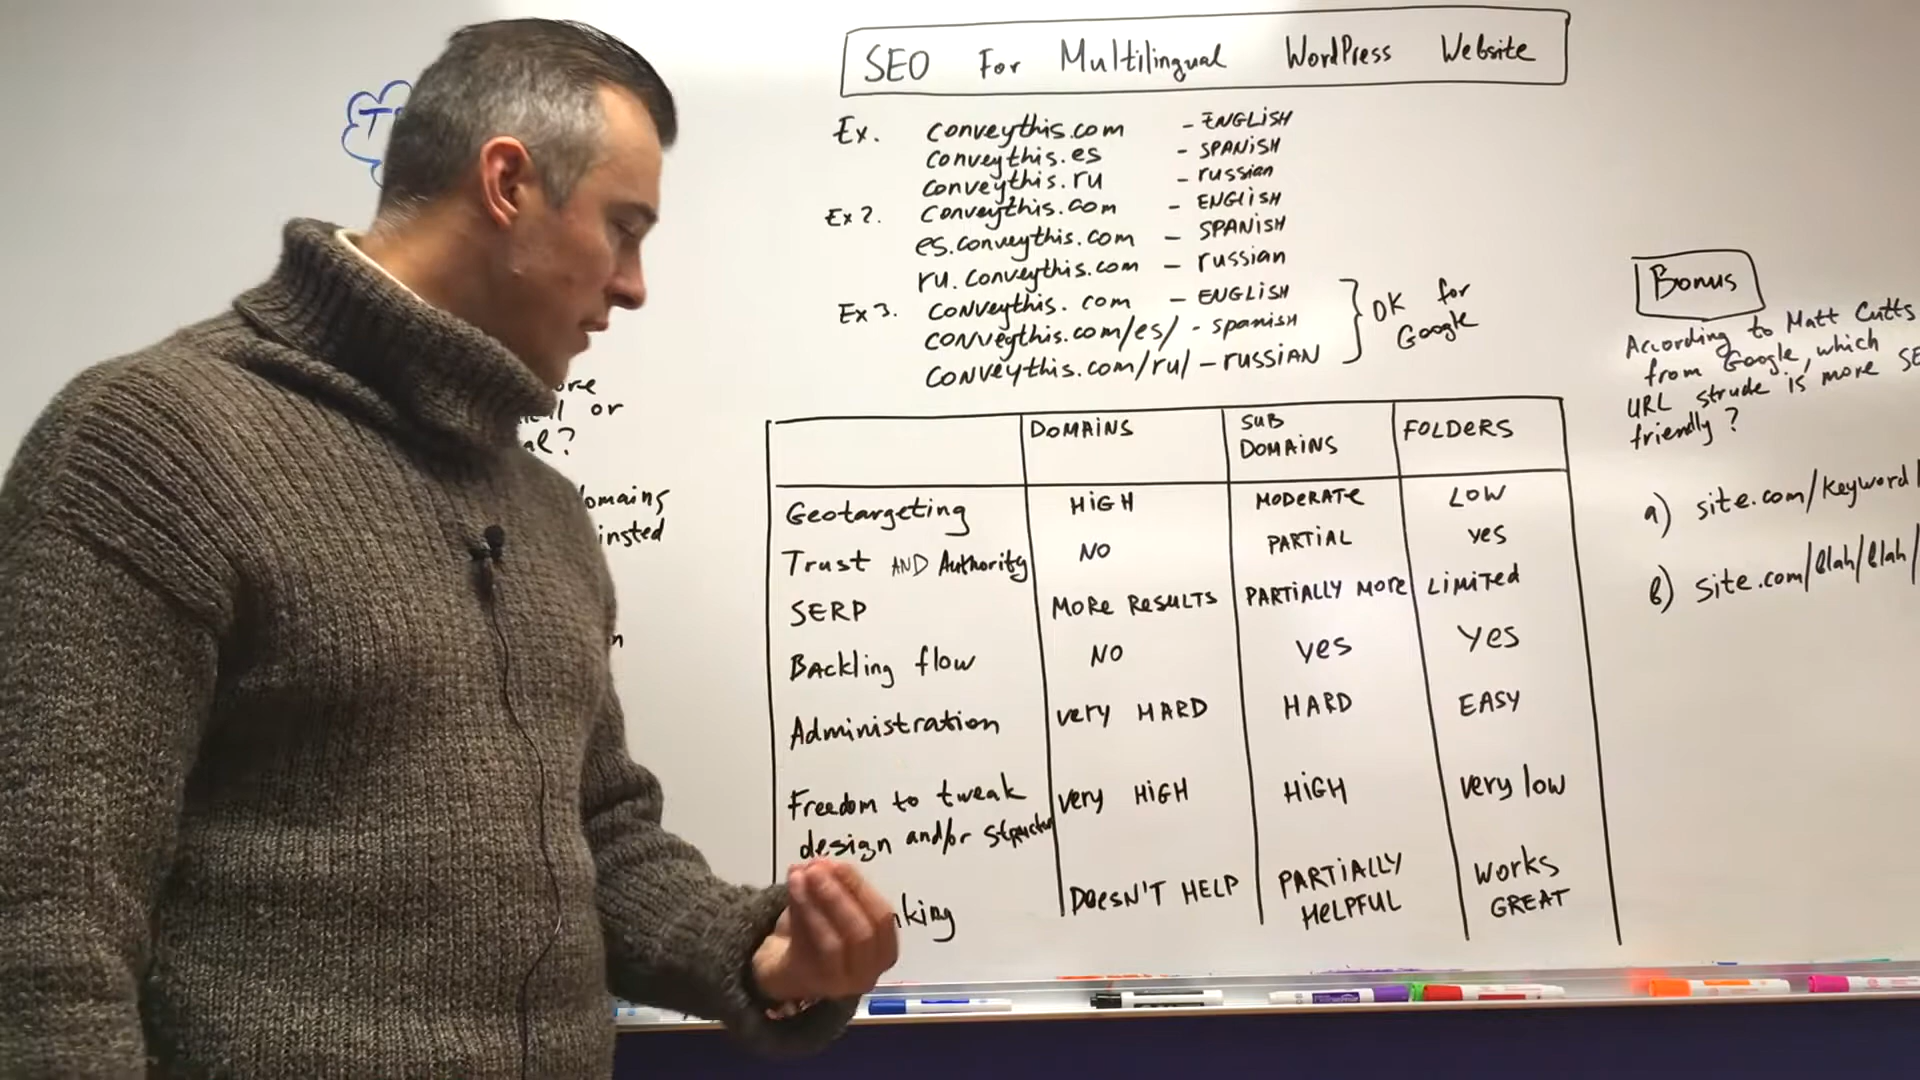 SEO For Multilingual WordPress Website
Ex. conveythis.com - ENGLISH
conveythis.es - SPANISH
conveythis.ru - russian
Ex 2. conveythis.com - ENGLISH
es.conveythis.com - SPANISH
ru.conveythis.com - russian
Ex 3. conveythis.com - ENGLISH
conveythis.com/es/ - spanish
conveythis.com/ru/ - RUSSIAN
OK for
Google
DOMAINS SUB DOMAINS FOLDERS
Geotargeting HIGH MODERATE LOW
Trust AND Authority NO PARTIAL yes
SERP MORE RESULTS PARTIALLY MORE LIMITED
Backling flow NO yes yes
Administration very HARD HARD EASY
Freedom to tweak very HIGH HIGH very low
design and/or
DOESN'T HELP PARTIALLY HELPFUL WORKS GREAT
Bonus
According to Matt Cutts
from Google, which
URL strude is more SE
friendly?
a) site.com/keyword/
b) site.com/blah/blah/
or
insted